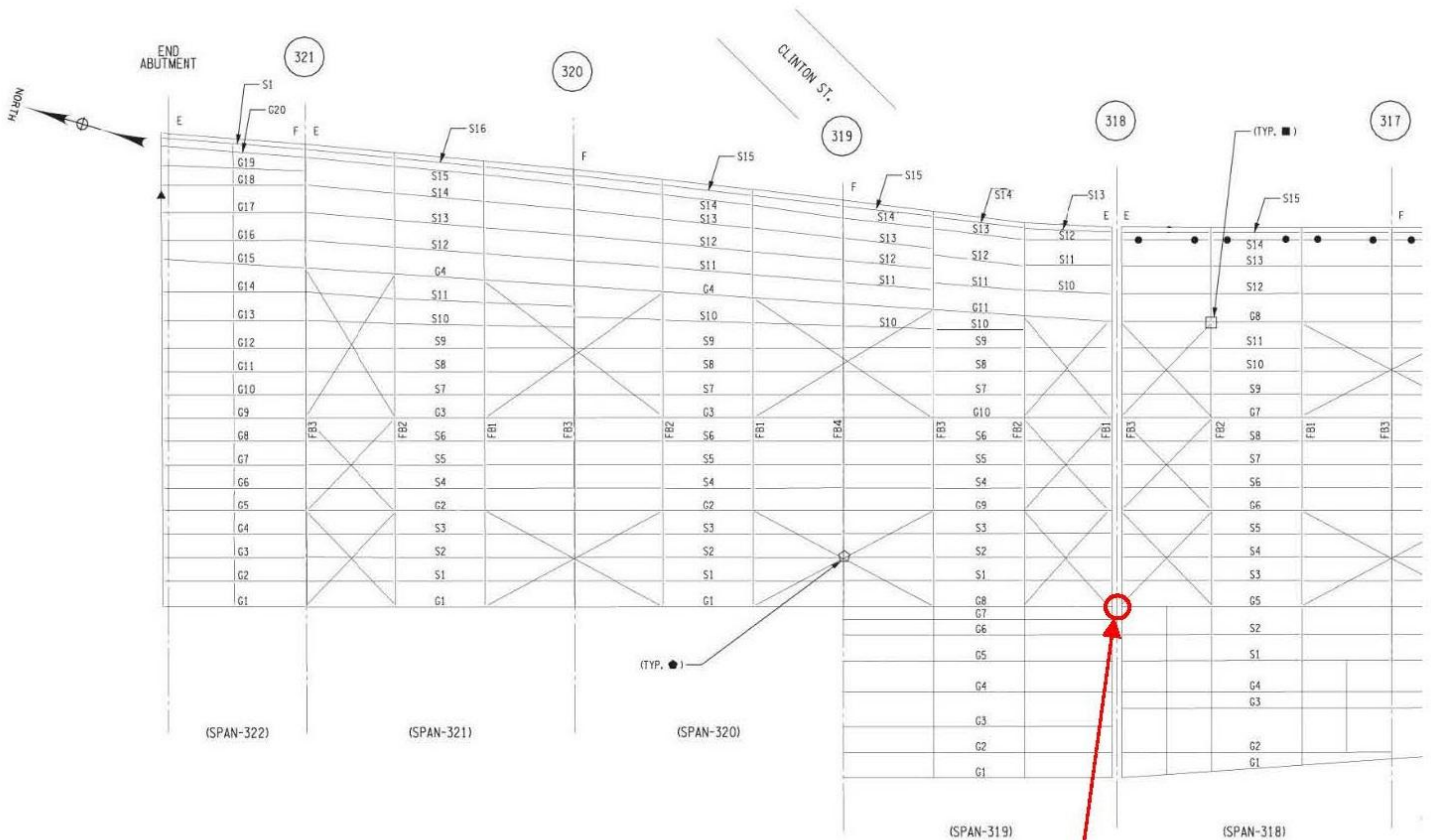 END
ABUTMENT
321
320
CLINTON ST.
319
318
317
NORTH
S1
G20
S16
S15
S15
S14
S13
(TYP. ■)
S15
E
F E
F
F
E E
F
G19
G18
G17
G16
G15
G14
G13
G12
G11
G10
G9
G8
G7
G6
G5
G4
G3
G2
G1
FB3
S15
S14
S13
S12
G4
S11
S10
S9
S8
S7
G3
FB2
S6
FB1
FB3
S5
S4
G2
S3
S2
S1
G1
S14
S13
S12
S11
G4
S10
S9
S8
S7
G3
FB2
S6
FB1
FB4
S5
S4
G2
S3
S2
S1
G1
S14
S13
S12
S11
S10
S13
S12
S11
G11
S10
S9
S8
S7
G10
FB3
S6
FB2
FB1
S5
S4
G9
S3
S2
S1
G8
G7
G6
G5
G4
G3
G2
G1
S12
S11
S10
S14
S13
S12
G8
S11
S10
S9
G7
FB3
FB2
S8
FB1
FB3
S7
S6
G6
S5
S4
S3
G5
S2
S1
G4
G3
G2
G1
(TYP. ⬟)
(SPAN-322)
(SPAN-321)
(SPAN-320)
(SPAN-319)
(SPAN-318)